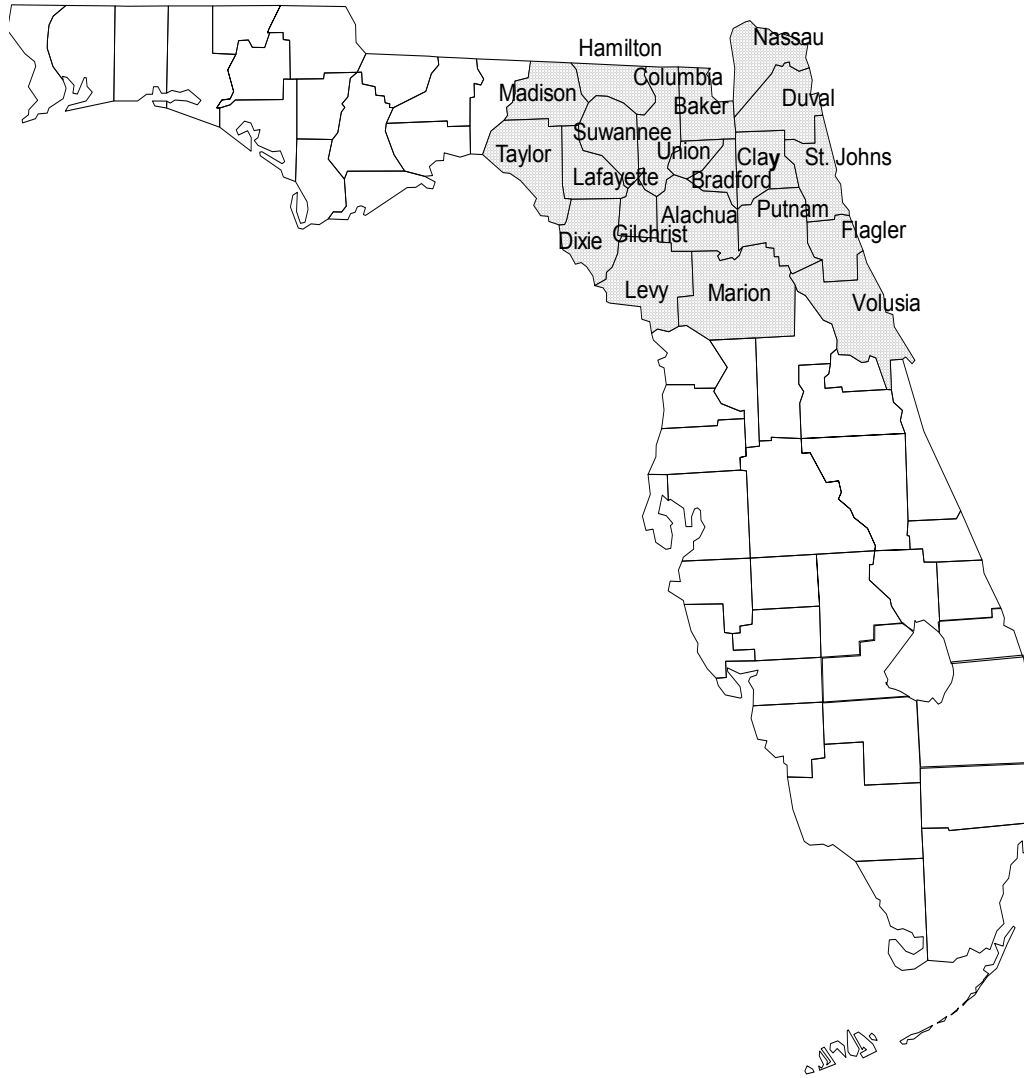 Nassau
Hamilton
Columbia
Madison
Baker
Duval
Suwannee
Union
Taylor
Clay
St. Johns
Lafayette
Bradford
Alachua
Putnam
Dixie
Gilchrist
Flagler
Levy
Marion
Volusia